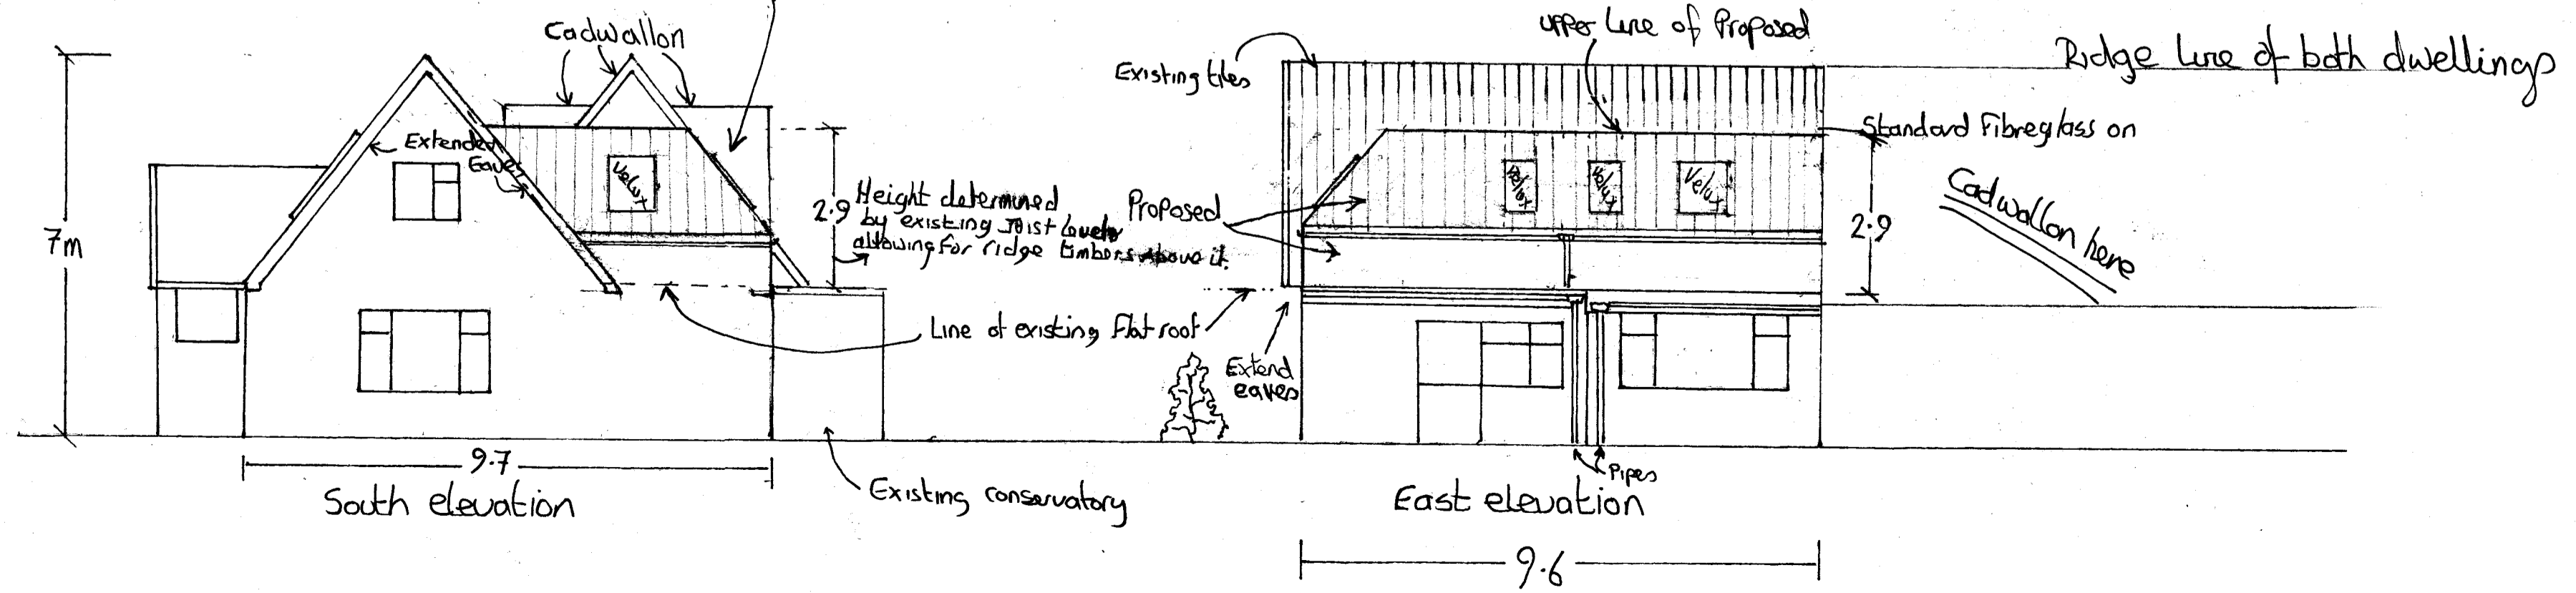 Cadwallon
Extended
Eaves
Velux
7m
2.9
Height determined
by existing joist levels
allowing for ridge timbers above it.
Line of existing flat roof
9.7
South elevation
Existing conservatory
upper line of Proposed
Existing tiles
Ridge line of both dwellings
Standard Fibreglass on
Proposed
Velux
Velux
Velux
2.9
Cadwallon here
Extend
eaves
Pipes
East elevation
9.6